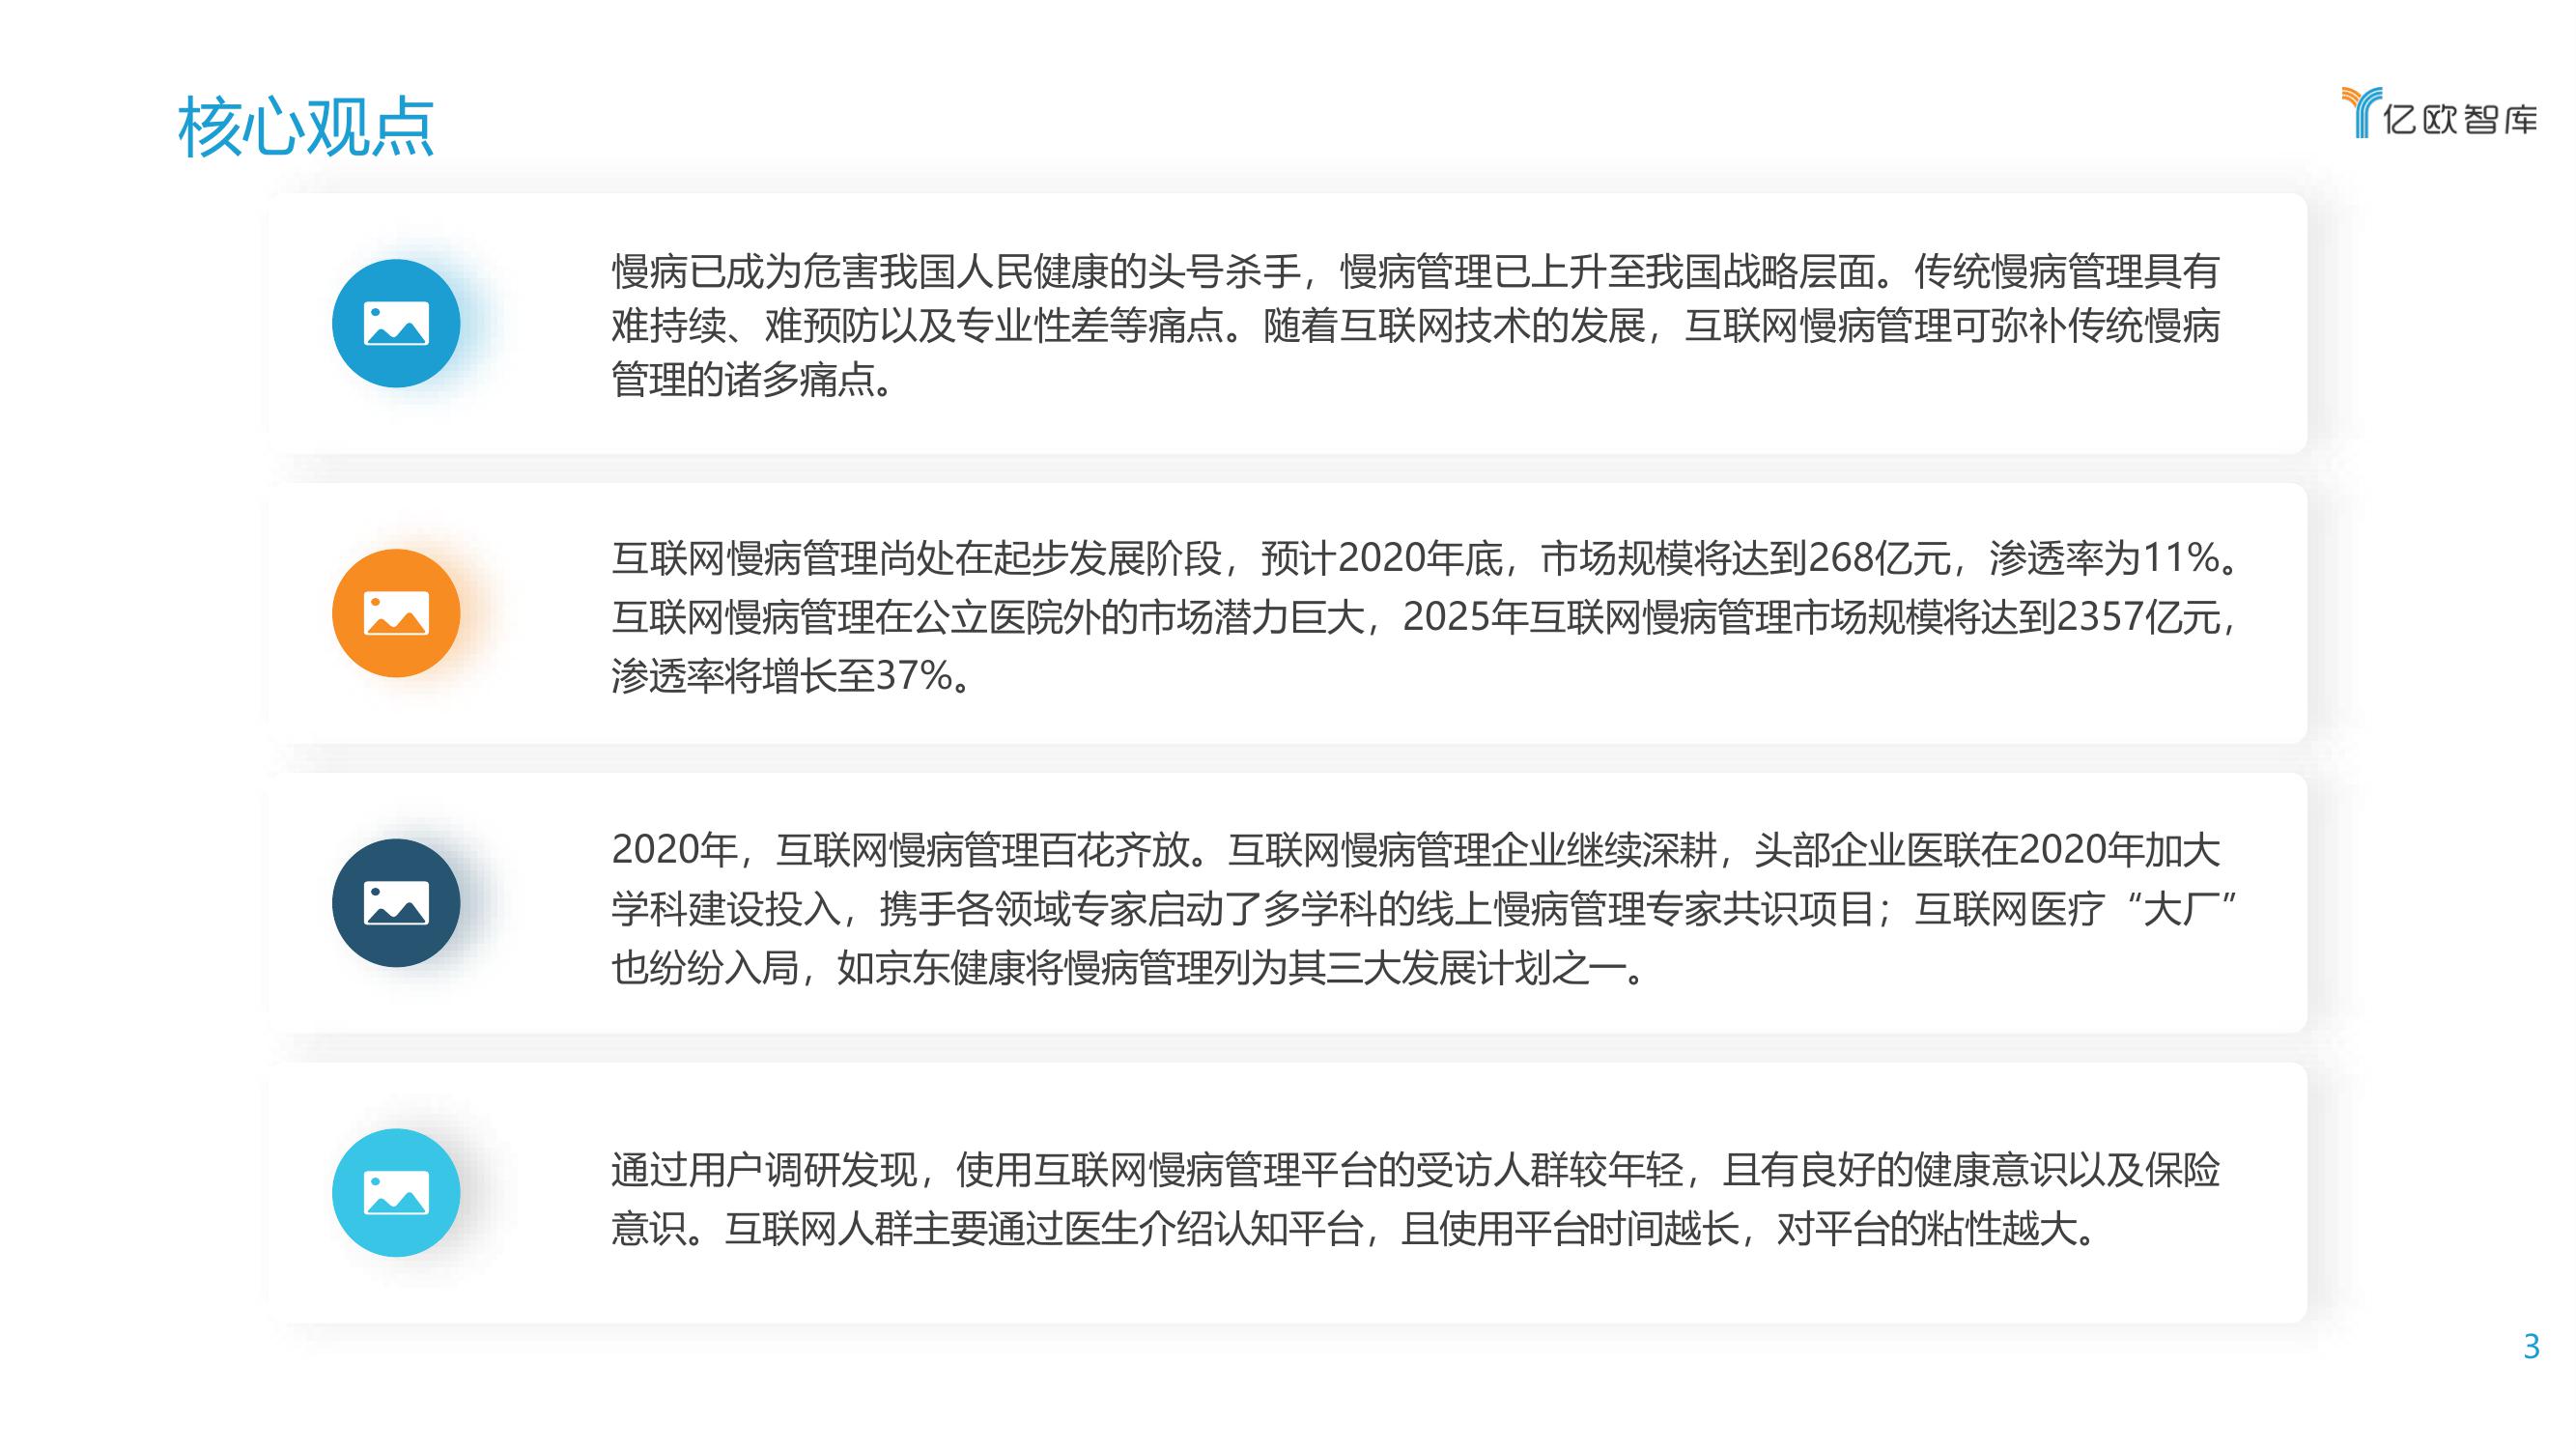 核心观点
亿欧智库
慢病已成为危害我国人民健康的头号杀手，慢病管理已上升至我国战略层面。传统慢病管理具有
难持续、难预防以及专业性差等痛点。随着互联网技术的发展，互联网慢病管理可弥补传统慢病
管理的诸多痛点。
互联网慢病管理尚处在起步发展阶段，预计2020年底，市场规模将达到268亿元，渗透率为11%。
互联网慢病管理在公立医院外的市场潜力巨大，2025年互联网慢病管理市场规模将达到2357亿元，
渗透率将增长至37%。
2020年，互联网慢病管理百花齐放。互联网慢病管理企业继续深耕，头部企业医联在2020年加大
学科建设投入，携手各领域专家启动了多学科的线上慢病管理专家共识项目；互联网医疗“大厂”
也纷纷入局，如京东健康将慢病管理列为其三大发展计划之一。
通过用户调研发现，使用互联网慢病管理平台的受访人群较年轻，且有良好的健康意识以及保险
意识。互联网人群主要通过医生介绍认知平台，且使用平台时间越长，对平台的粘性越大。
3